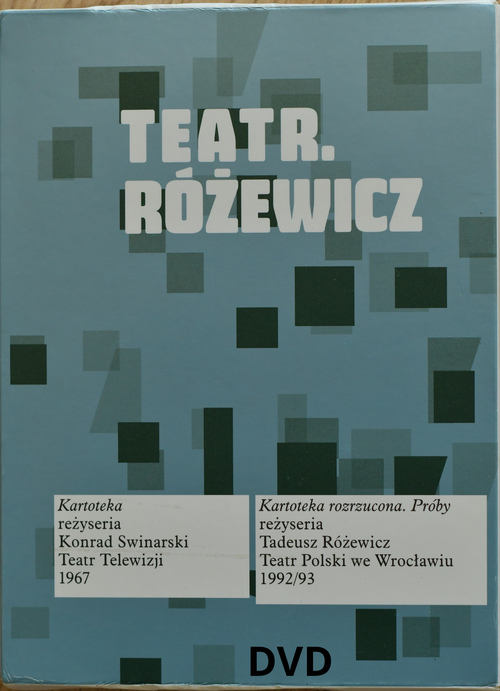 TEATR.
RÓŻEWICZ
Kartoteka
reżyseria
Konrad Swinarski
Teatr Telewizji
1967
Kartoteka rozrzucona. Próby
reżyseria
Tadeusz Różewicz
Teatr Polski we Wrocławiu
1992/93
DVD